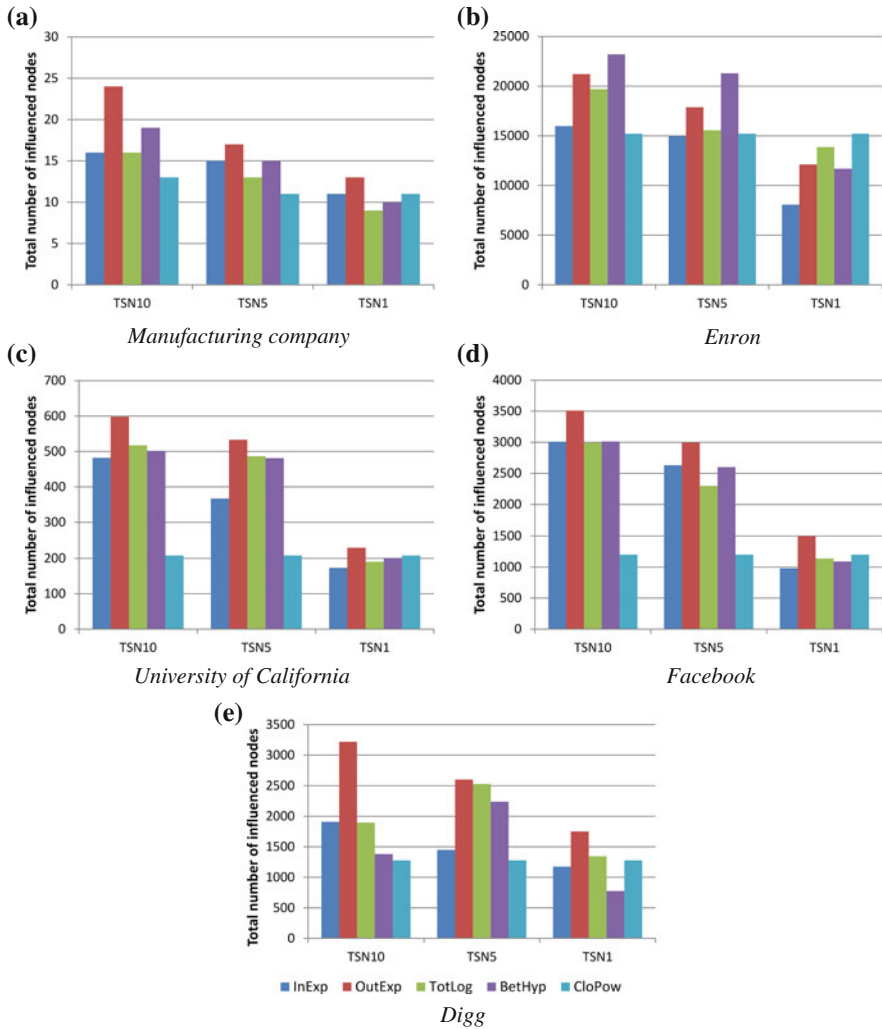 (a)
Total number of influenced nodes
30
25
20
15
10
5
0
TSN10 TSN5 TSN1
Manufacturing company
(b)
Total number of influenced nodes
25000
20000
15000
10000
5000
0
TSN10 TSN5 TSN1
Enron
(c)
Total number of influenced nodes
700
600
500
400
300
200
100
0
TSN10 TSN5 TSN1
University of California
(d)
Total number of influenced nodes
4000
3500
3000
2500
2000
1500
1000
500
0
TSN10 TSN5 TSN1
Facebook
(e)
Total number of influenced nodes
3500
3000
2500
2000
1500
1000
500
0
TSN10 TSN5 TSN1
InExp OutExp TotLog BetHyp CloPow
Digg